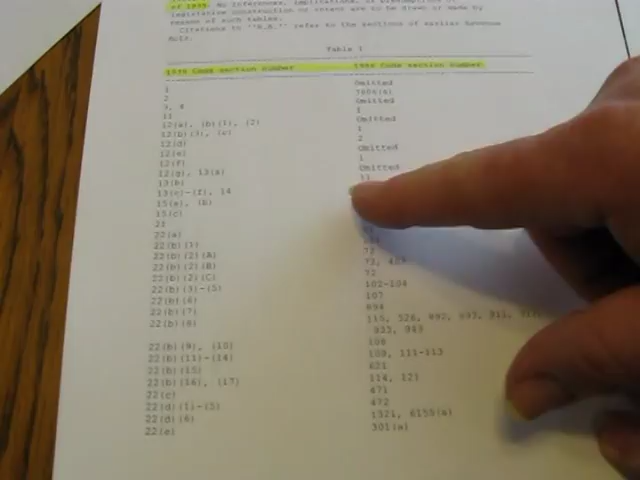 of 1939. No inferences, implications, or presumptions of
legislative construction or intent are to be drawn or made by
reason of such tables.
Citations to "R.A." refer to the sections of earlier Revenue
Acts.
Table 1
1939 Code section number 1986 Code section number
1 Omitted
2
3, 4 Omitted
11 1
12(a), (b)(1), (2) Omitted
12(b)(3), (c) 1
12(d) 2
12(e) Omitted
12(f) 1
12(g), 13(a) Omitted
13(b) 11
13(c)-(f), 14
15(a), (b)
15(c)
21
22(a)
22(b)(1)
22(b)(2)(A) 72
22(b)(2)(B) 72,
22(b)(2)(C) 72
22(b)(3)-(5) 102-104
22(b)(6) 107
22(b)(7) 894
22(b)(8) 115, 526, 892,
933, 943
22(b)(9), (10) 108
22(b)(11)-(14) 109, 111-113
22(b)(15) 621
22(b)(16), (17) 114, 121
22(c) 471
22(d)(1)-(5) 472
22(d)(6) 1321, 6155(a)
22(e) 301(a)